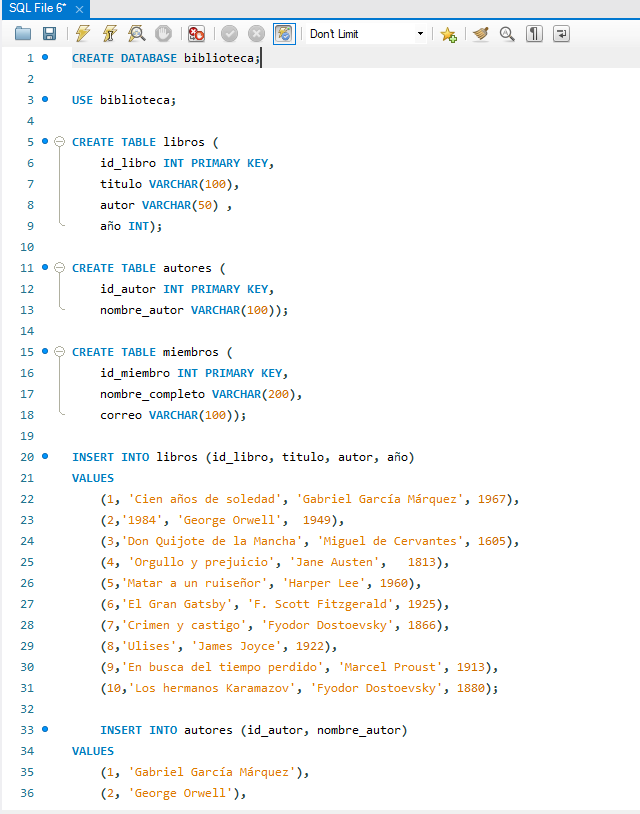 SQL File 6*
Don't Limit
1 CREATE DATABASE biblioteca;
2
3 USE biblioteca;
4
5 CREATE TABLE libros (
6 id_libro INT PRIMARY KEY,
7 titulo VARCHAR(100),
8 autor VARCHAR(50) ,
9 año INT);
10
11 CREATE TABLE autores (
12 id_autor INT PRIMARY KEY,
13 nombre_autor VARCHAR(100));
14
15 CREATE TABLE miembros (
16 id_miembro INT PRIMARY KEY,
17 nombre_completo VARCHAR(200),
18 correo VARCHAR(100));
19
20 INSERT INTO libros (id_libro, titulo, autor, año)
21 VALUES
22 (1, 'Cien años de soledad', 'Gabriel García Márquez', 1967),
23 (2,'1984', 'George Orwell',  1949),
24 (3,'Don Quijote de la Mancha', 'Miguel de Cervantes', 1605),
25 (4, 'Orgullo y prejuicio', 'Jane Austen',   1813),
26 (5,'Matar a un ruiseñor', 'Harper Lee', 1960),
27 (6,'El Gran Gatsby', 'F. Scott Fitzgerald', 1925),
28 (7,'Crimen y castigo', 'Fyodor Dostoevsky', 1866),
29 (8,'Ulises', 'James Joyce', 1922),
30 (9,'En busca del tiempo perdido', 'Marcel Proust', 1913),
31 (10,'Los hermanos Karamazov', 'Fyodor Dostoevsky', 1880);
32
33 INSERT INTO autores (id_autor, nombre_autor)
34 VALUES
35 (1, 'Gabriel García Márquez'),
36 (2, 'George Orwell'),